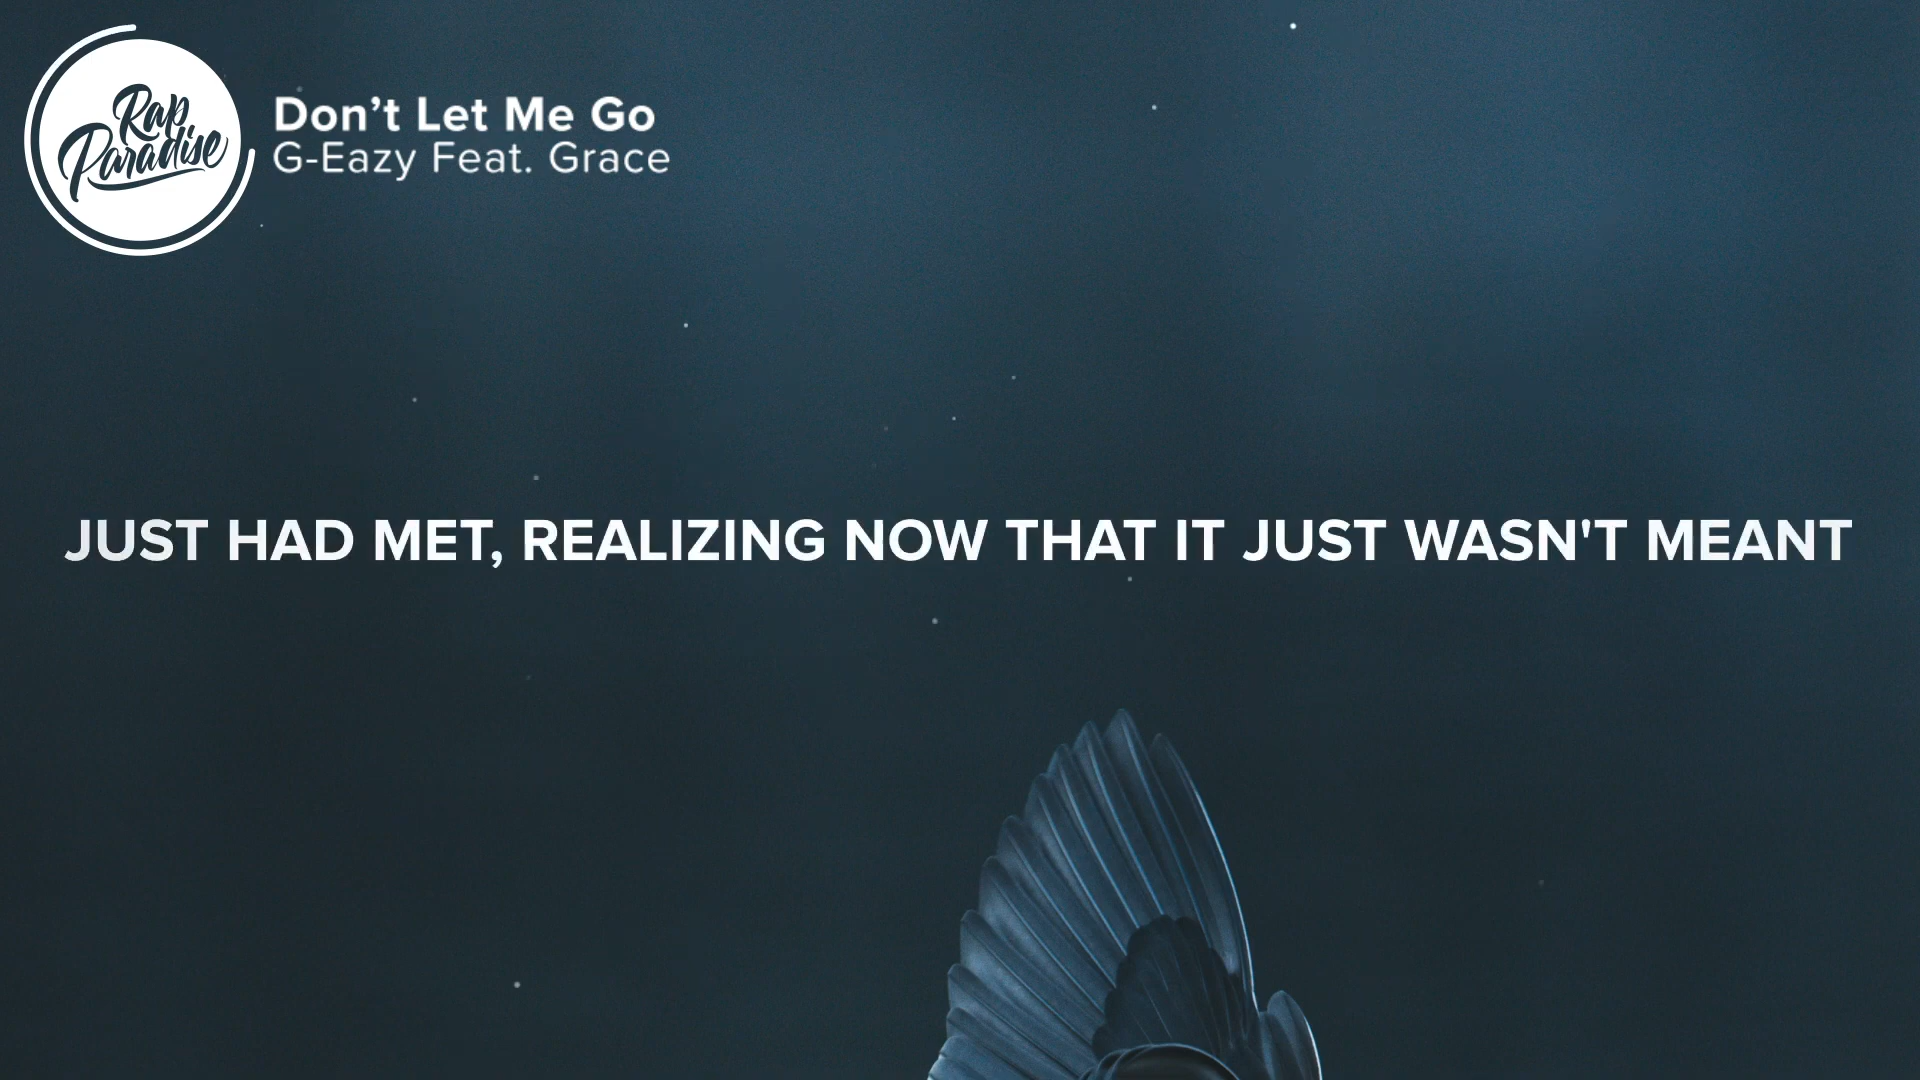 Rap
Paradise
Don’t Let Me Go
G-Eazy Feat. Grace
JUST HAD MET, REALIZING NOW THAT IT JUST WASN'T MEANT